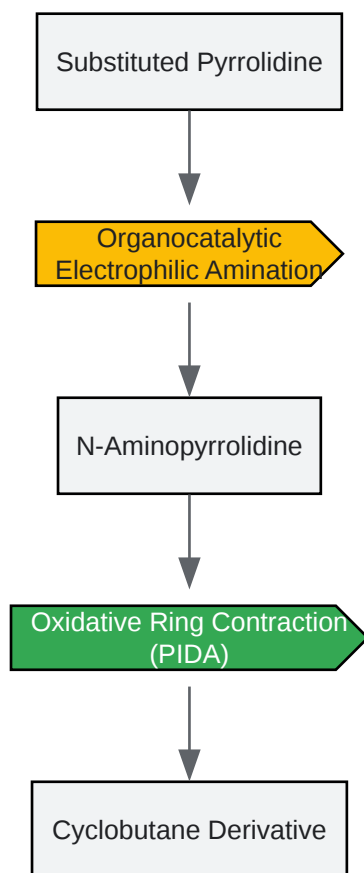 Substituted Pyrrolidine
Organocatalytic
Electrophilic Amination
N-Aminopyrrolidine
Oxidative Ring Contraction
(PIDA)
Cyclobutane Derivative